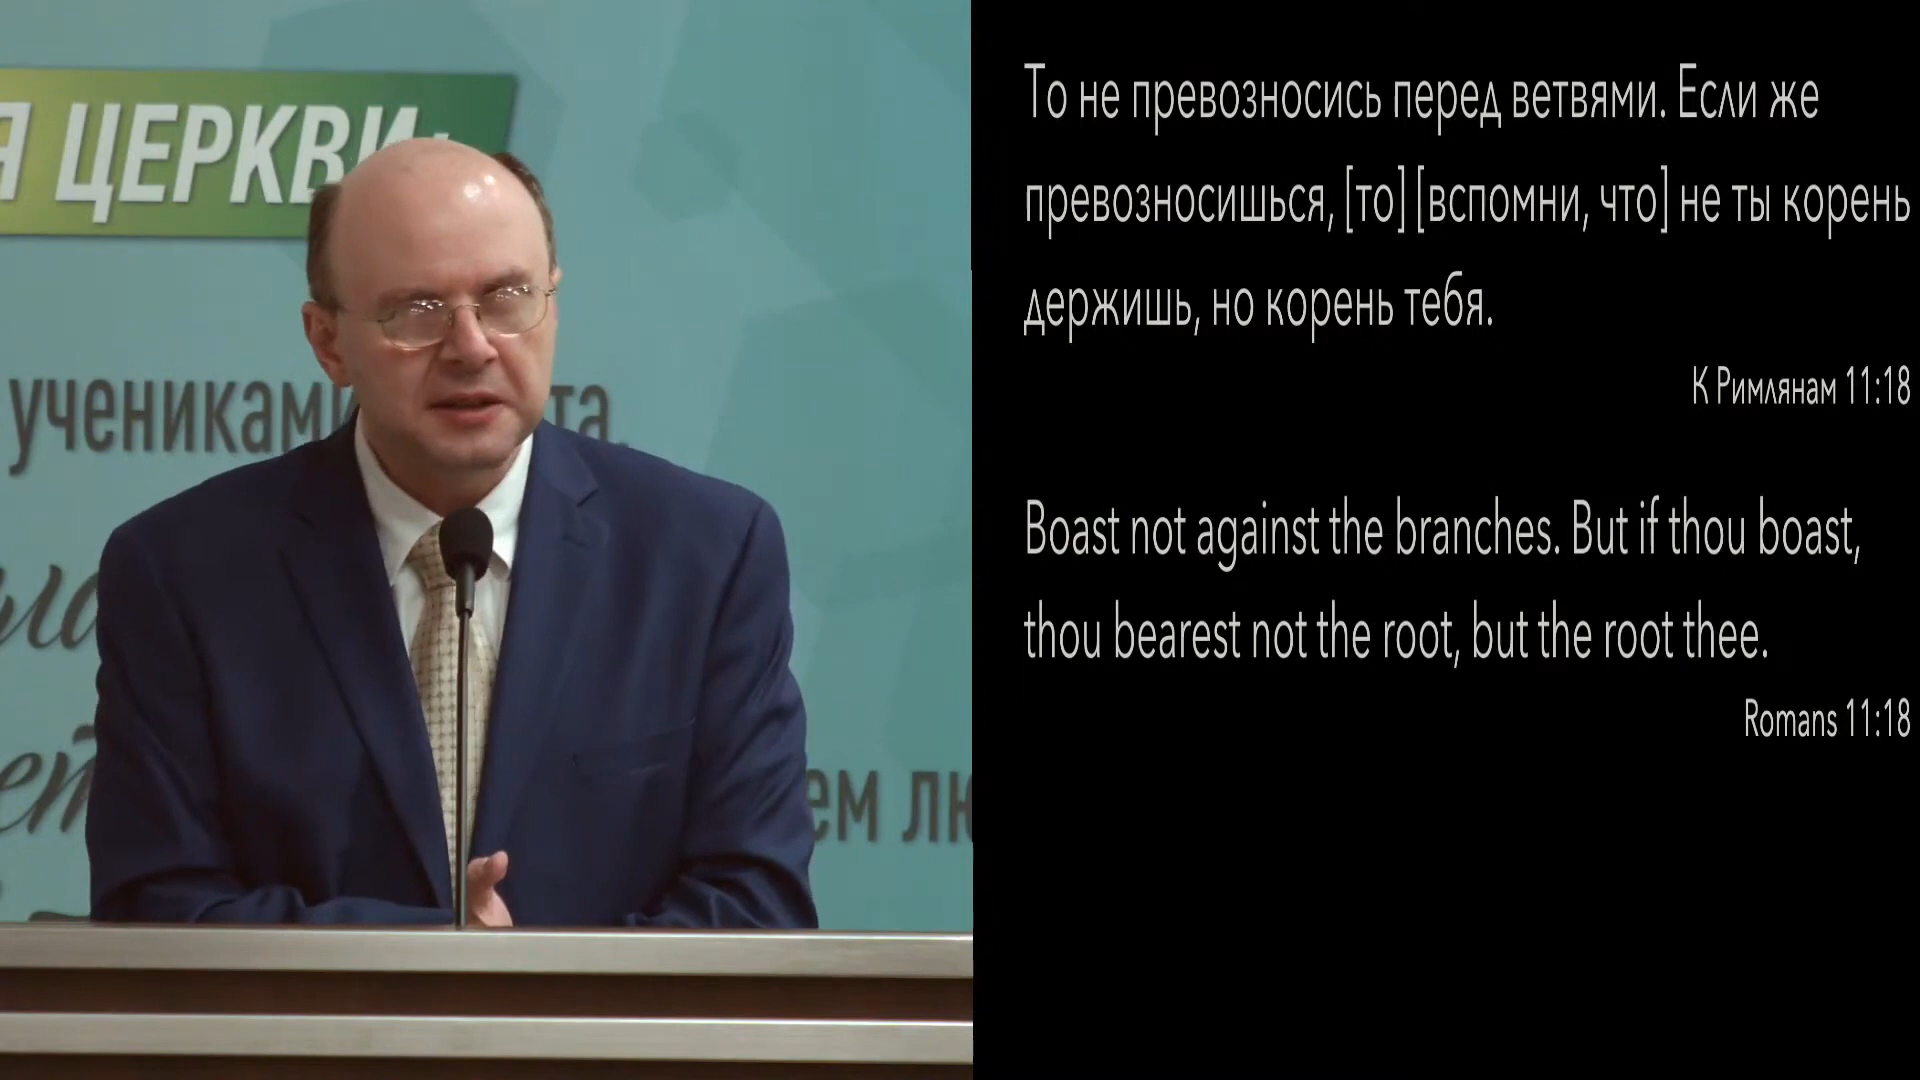 Я ЦЕРКВИ:
учениками
та.
ем лю
То не превозносись перед ветвями. Если же
превозносишься, [то] [вспомни, что] не ты корень
держишь, но корень тебя.
К Римлянам 11:18
Boast not against the branches. But if thou boast,
thou bearest not the root, but the root thee.
Romans 11:18